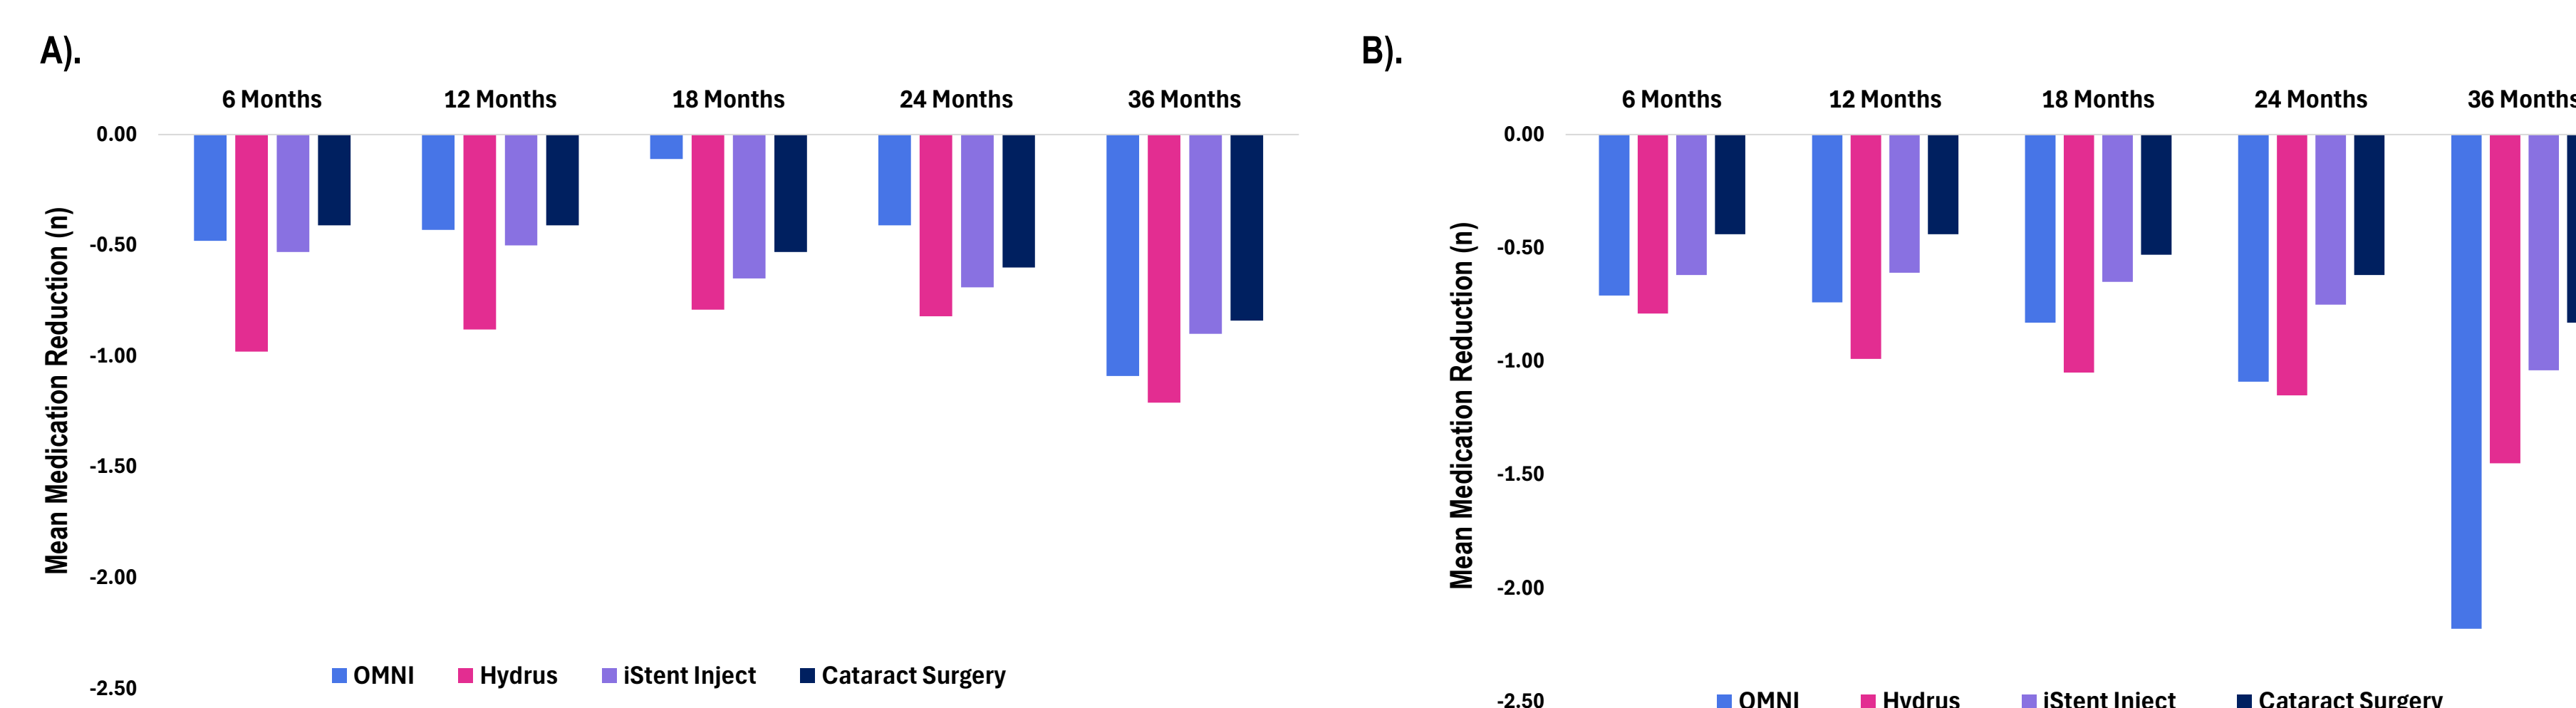 A).
6 Months 12 Months 18 Months 24 Months 36 Months
0.00
-0.50
-1.00
-1.50
-2.00
-2.50
Mean Medication Reduction (n)
OMNI Hydrus iStent Inject Cataract Surgery
B).
6 Months 12 Months 18 Months 24 Months 36 Months
0.00
-0.50
-1.00
-1.50
-2.00
-2.50
Mean Medication Reduction (n)
OMNI Hydrus iStent Inject Cataract Surgery